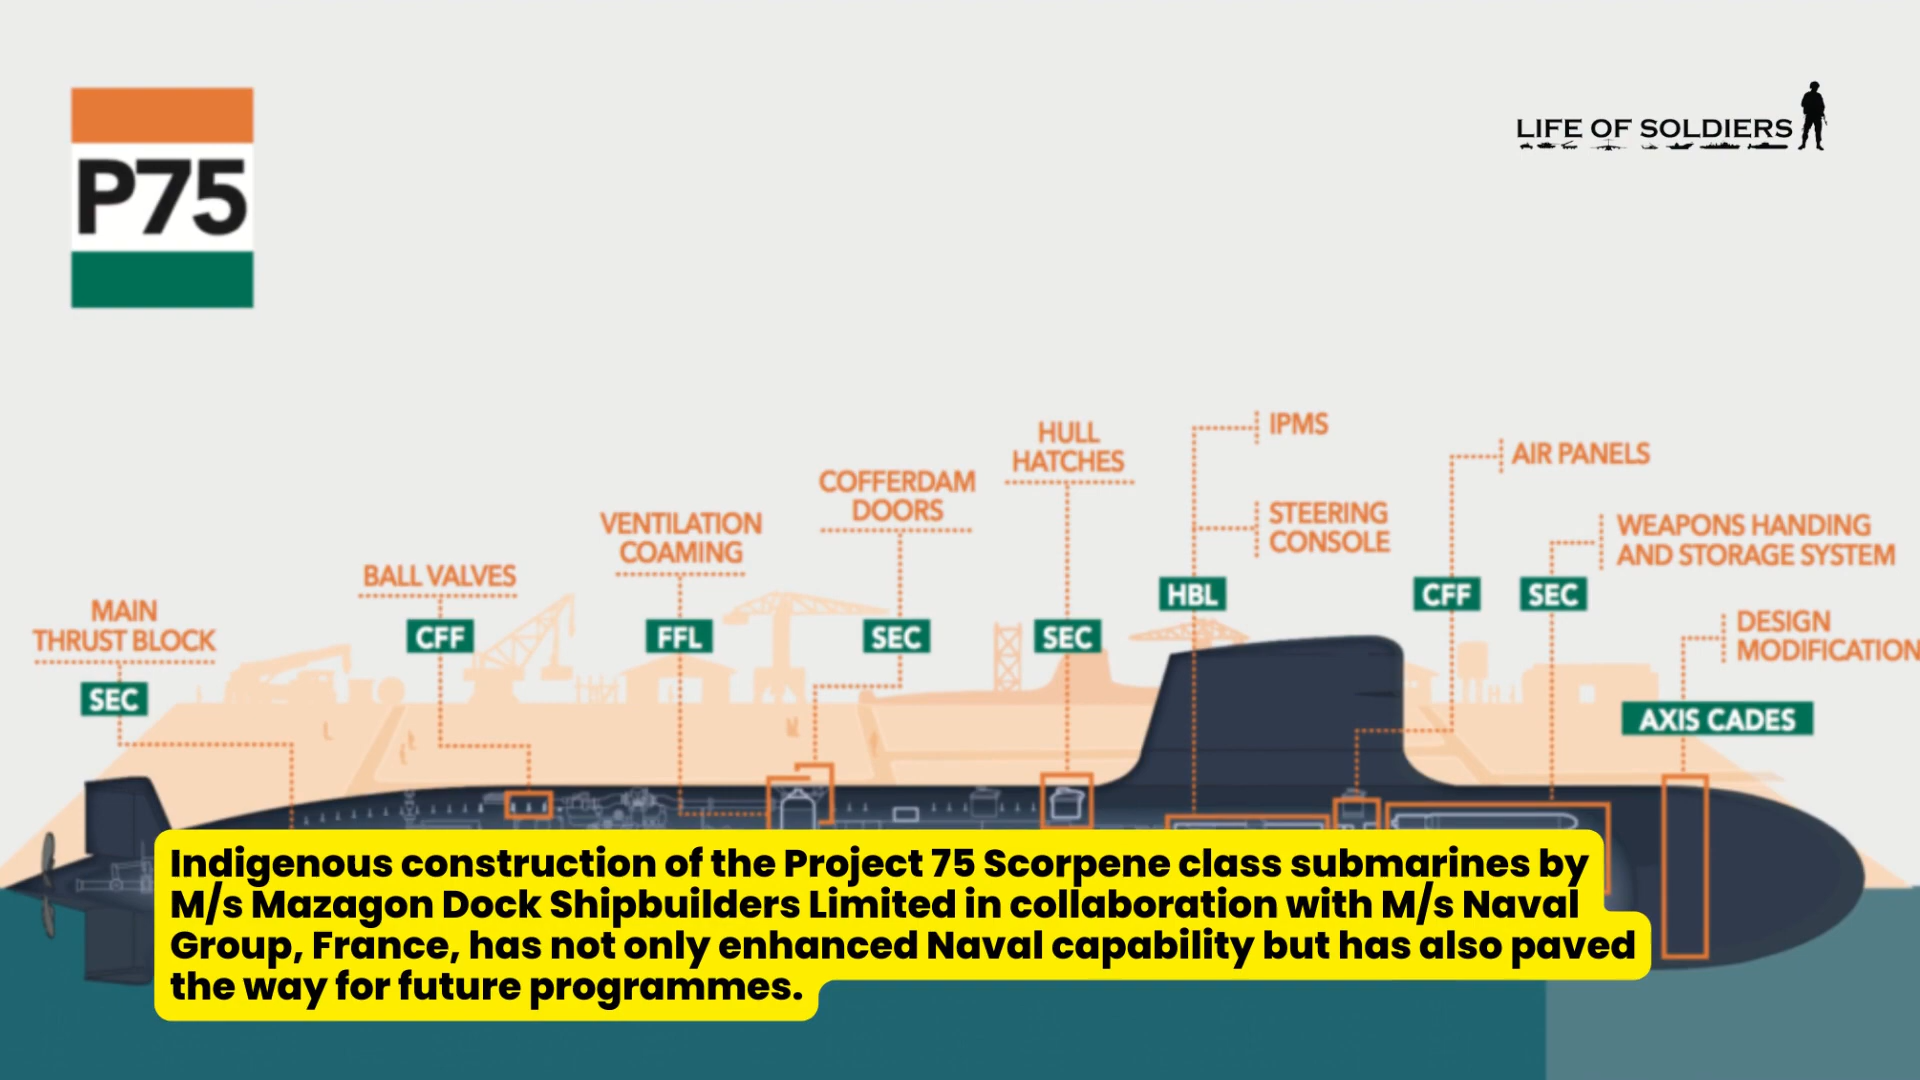 P75
LIFE OF SOLDIERS
MAIN
THRUST BLOCK
SEC
BALL VALVES
CFF
VENTILATION
COAMING
FFL
COFFERDAM
DOORS
SEC
HULL
HATCHES
SEC
IPMS
STEERING
CONSOLE
HBL
AIR PANELS
CFF
WEAPONS HANDING
AND STORAGE SYSTEM
SEC
DESIGN
MODIFICATION
AXIS CADES
Indigenous construction of the Project 75 Scorpene class submarines by
M/s Mazagon Dock Shipbuilders Limited in collaboration with M/s Naval
Group, France, has not only enhanced Naval capability but has also paved
the way for future programmes.